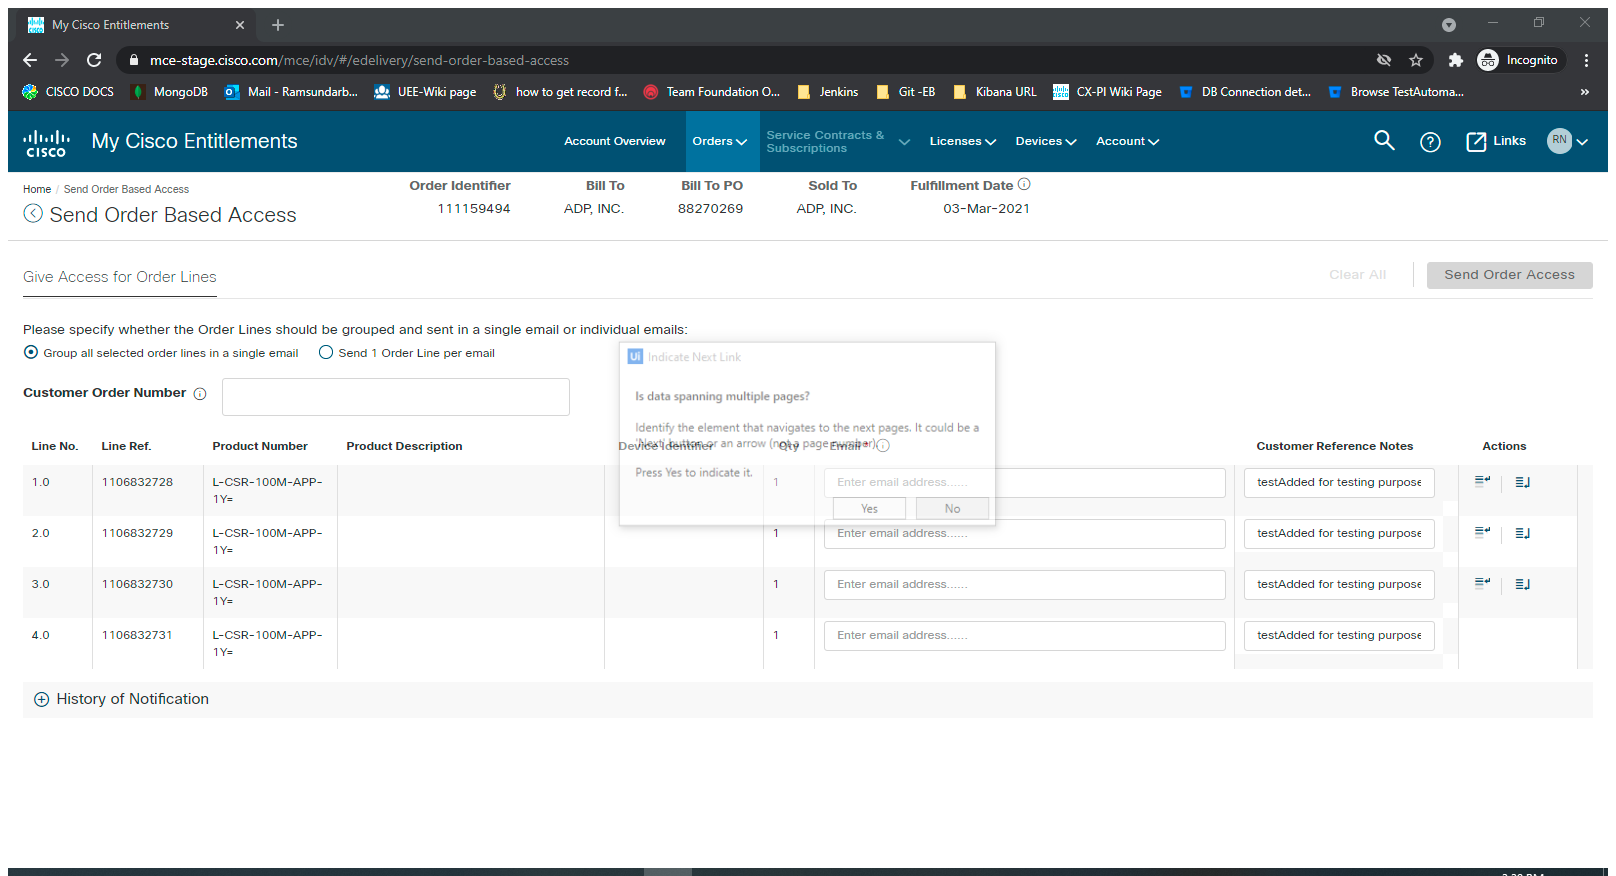 My Cisco Entitlements
mce-stage.cisco.com/mce/idv/#/edelivery/send-order-based-access
Incognito
CISCO DOCS MongoDB Mail - Ramsundarb... UEE-Wiki page how to get record f... Team Foundation O... Jenkins Git -EB Kibana URL CX-PI Wiki Page DB Connection det... Browse TestAutoma... »
CISCO My Cisco Entitlements Account Overview Orders Service Contracts & Subscriptions Licenses Devices Account Links RN
Home / Send Order Based Access
Send Order Based Access
Order Identifier Bill To Bill To PO Sold To Fulfillment Date
111159494 ADP, INC. 88270269 ADP, INC. 03-Mar-2021
Give Access for Order Lines Clear All Send Order Access
Please specify whether the Order Lines should be grouped and sent in a single email or individual emails:
Group all selected order lines in a single email Send 1 Order Line per email
Ui Indicate Next Link
Is data spanning multiple pages?
Identify the element that navigates to the next pages. It could be a
'Next' button or an arrow (not a page number).
Press Yes to indicate it.
Yes No
Customer Order Number
Line No. Line Ref. Product Number Product Description Device Identifier Qty Email * Customer Reference Notes Actions
1.0 1106832728 L-CSR-100M-APP- 1 Enter email address...... testAdded for testing purpose
1Y=
2.0 1106832729 L-CSR-100M-APP- 1 Enter email address...... testAdded for testing purpose
1Y=
3.0 1106832730 L-CSR-100M-APP- 1 Enter email address...... testAdded for testing purpose
1Y=
4.0 1106832731 L-CSR-100M-APP- 1 Enter email address...... testAdded for testing purpose
1Y=
History of Notification